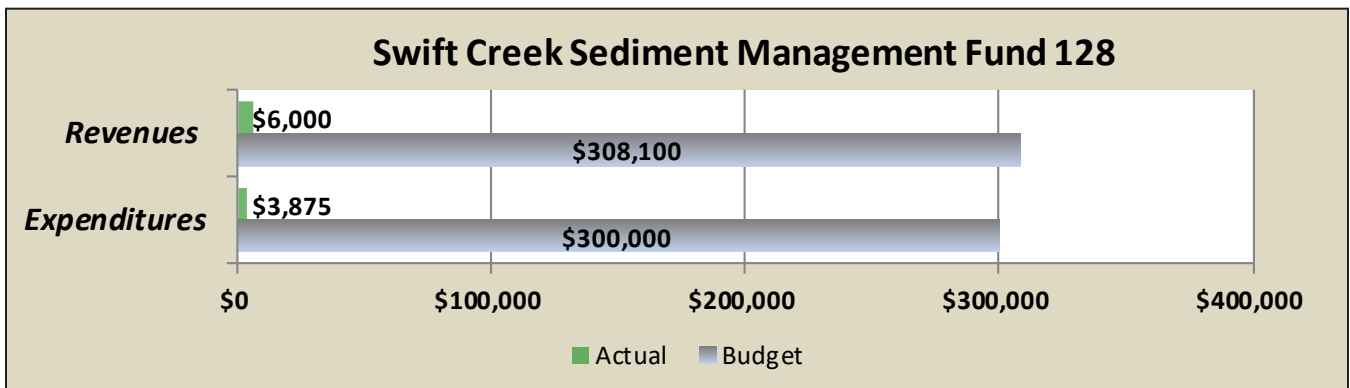 Swift Creek Sediment Management Fund 128
Revenues
$6,000
$308,100
Expenditures
$3,875
$300,000
$0 $100,000 $200,000 $300,000 $400,000
Actual Budget